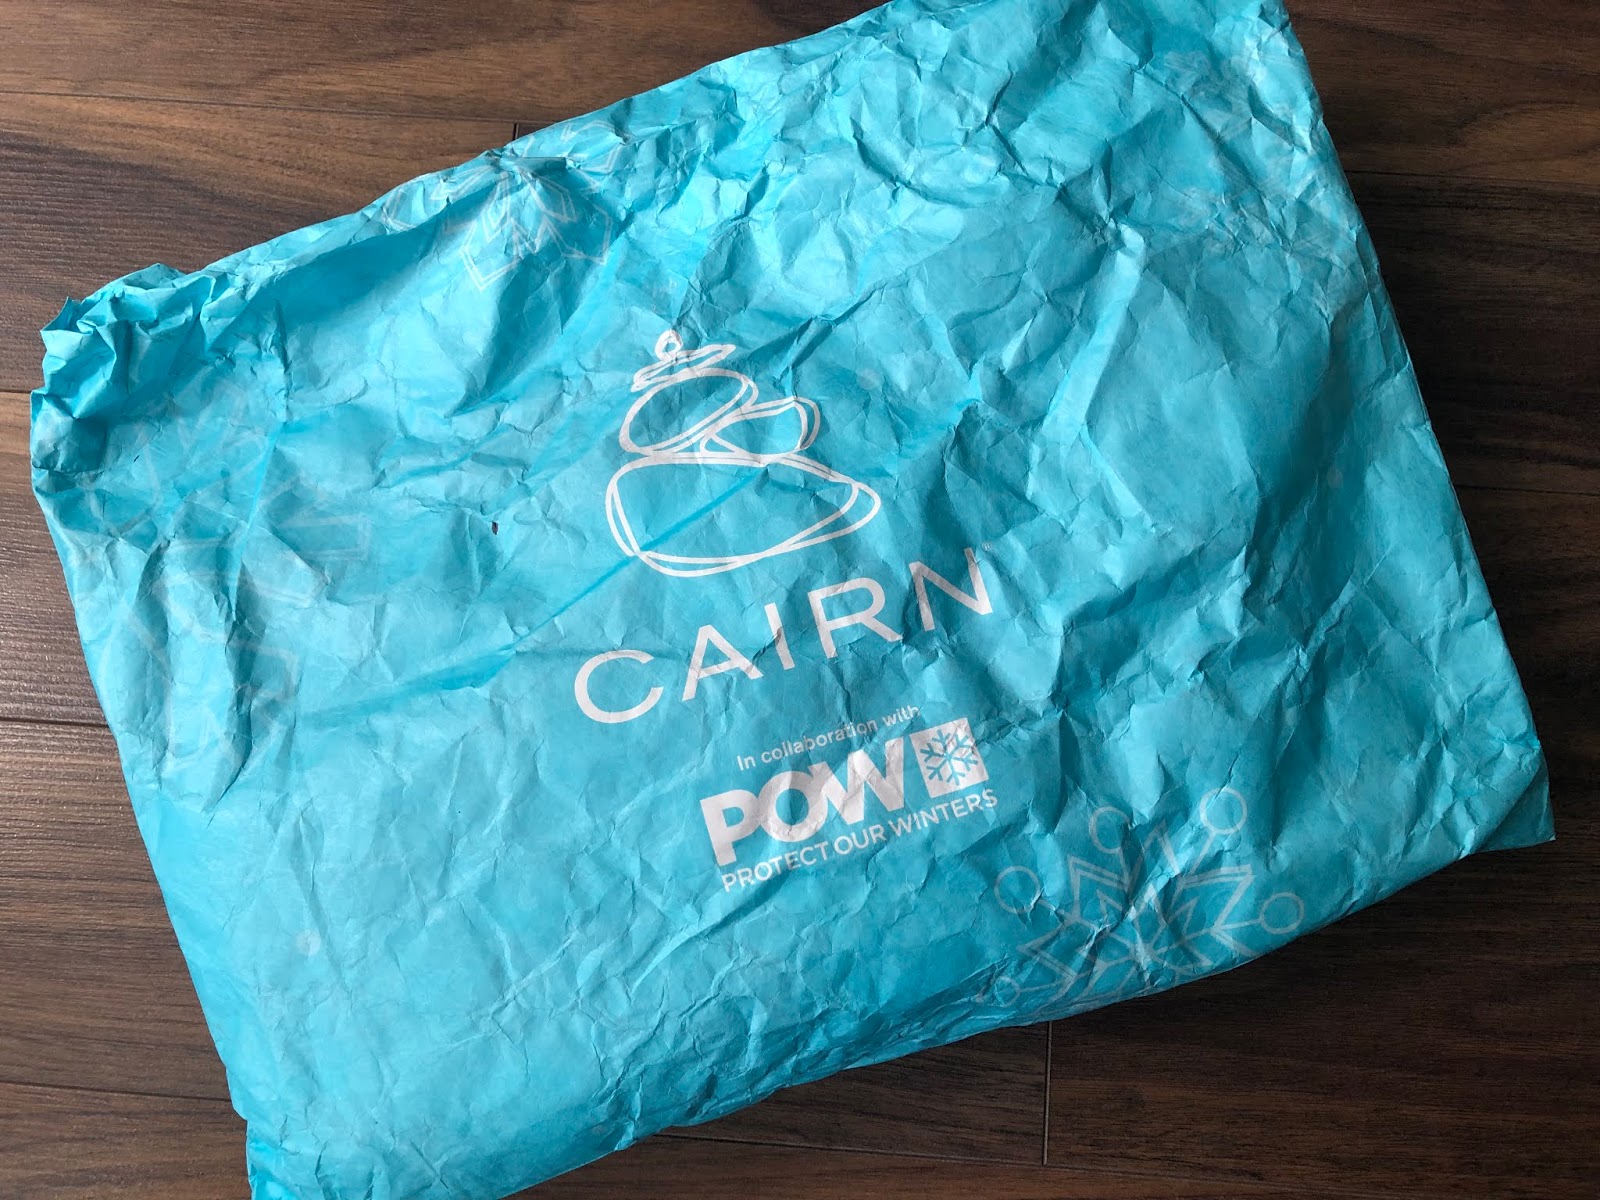 CAIRN
In collaboration with
POW
PROTECT OUR WINTERS